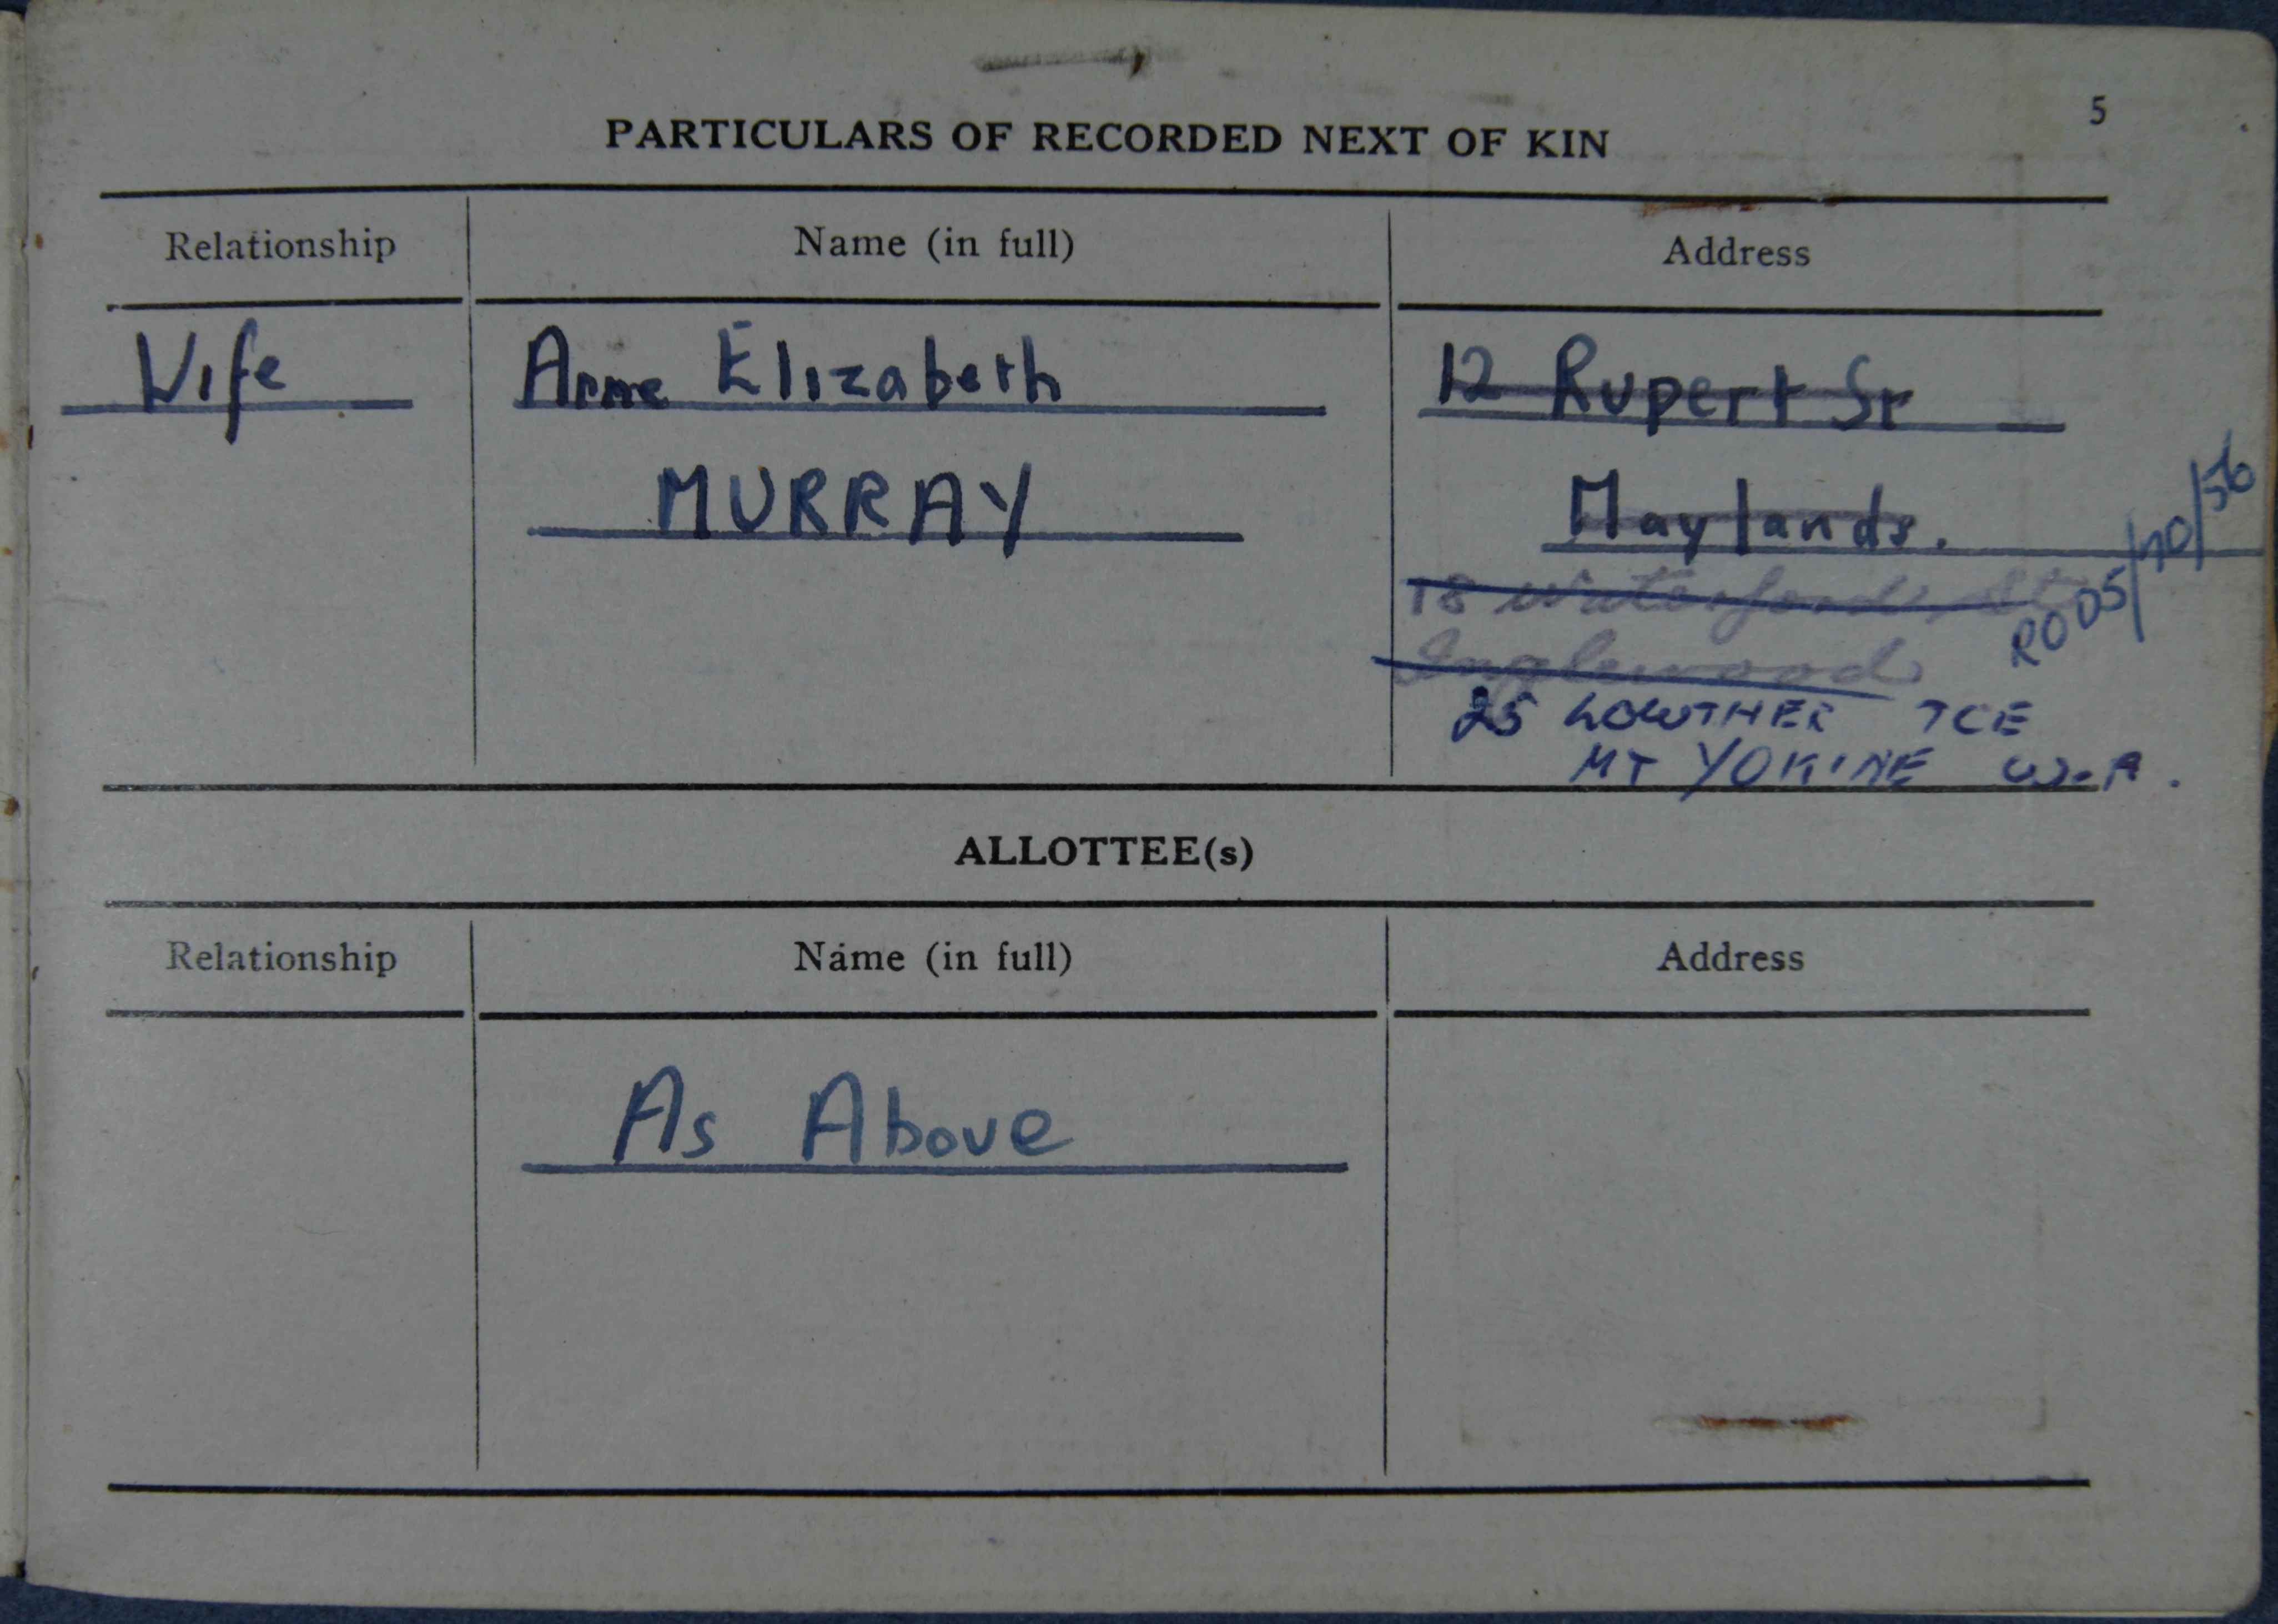 5
PARTICULARS OF RECORDED NEXT OF KIN
Relationship Name (in full) Address
Wife Anne Elizabeth 12 Rupert St
MURRAY Maylands.
18 Waterford St
Inglewood
RO 05/10/56
25 LOWTHER TCE
MT YOKINE W.A.
ALLOTTEE(s)
Relationship Name (in full) Address
As Above